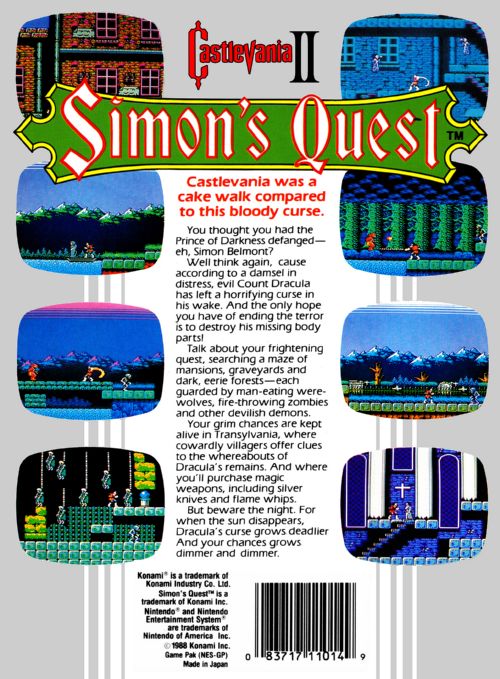 Castlevania II
Simon's Quest™
Castlevania was a
cake walk compared
to this bloody curse.
You thought you had the
Prince of Darkness defanged—
eh, Simon Belmont?
Well think again, cause
according to a damsel in
distress, evil Count Dracula
has left a horrifying curse in
his wake. And the only hope
you have of ending the terror
is to destroy his missing body
parts!
Talk about your frightening
quest, searching a maze of
mansions, graveyards and
dark, eerie forests—each
guarded by man-eating were-
wolves, fire-throwing zombies
and other devilish demons.
Your grim chances are kept
alive in Transylvania, where
cowardly villagers offer clues
to the whereabouts of
Dracula's remains. And where
you'll purchase magic
weapons, including silver
knives and flame whips.
But beware the night. For
when the sun disappears,
Dracula's curse grows deadlier
And your chances grows
dimmer and dimmer.
Konami® is a trademark of
Konami Industry Co. Ltd.
Simon's Quest™ is a
trademark of Konami Inc.
Nintendo® and Nintendo
Entertainment System®
are trademarks of
Nintendo of America Inc.
©1988 Konami Inc.
Game Pak (NES-GP)
Made in Japan
0 83717 11014 9